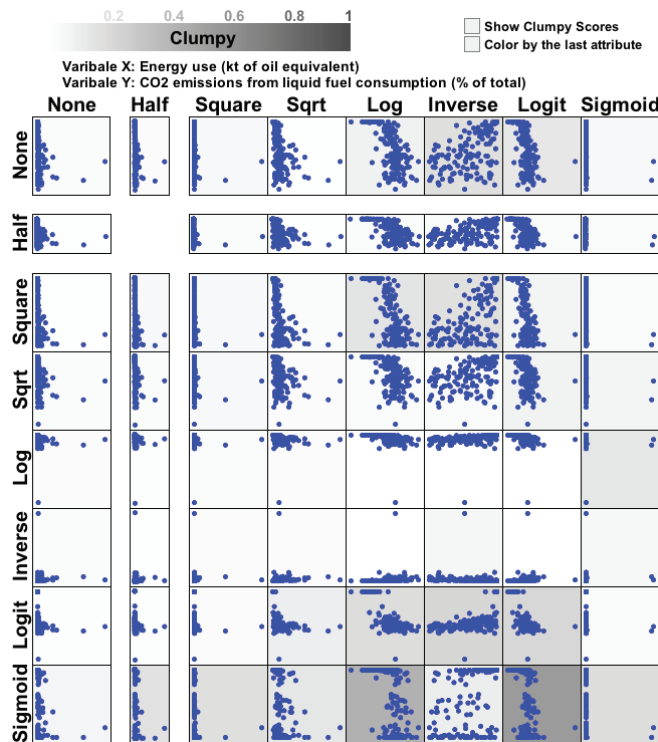 0.2 0.4 0.6 0.8 1
Clumpy
Show Clumpy Scores
Color by the last attribute
Varibale X: Energy use (kt of oil equivalent)
Varibale Y: CO2 emissions from liquid fuel consumption (% of total)
None Half Square Sqrt Log Inverse Logit Sigmoid
None
Half
Square
Sqrt
Log
Inverse
Logit
Sigmoid